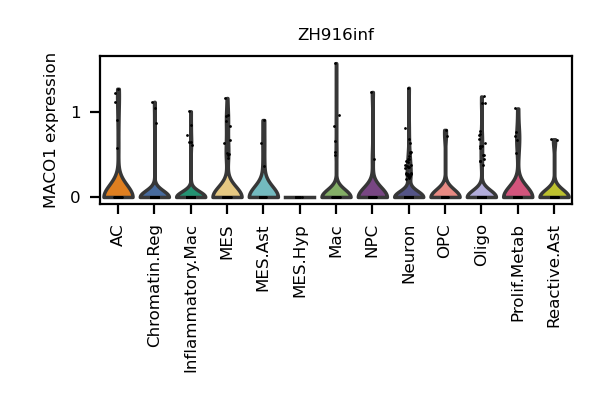 ZH916inf
MACO1 expression
1
0
AC
Chromatin.Reg
Inflammatory.Mac
MES
MES.Ast
MES.Hyp
Mac
NPC
Neuron
OPC
Oligo
Prolif.Metab
Reactive.Ast